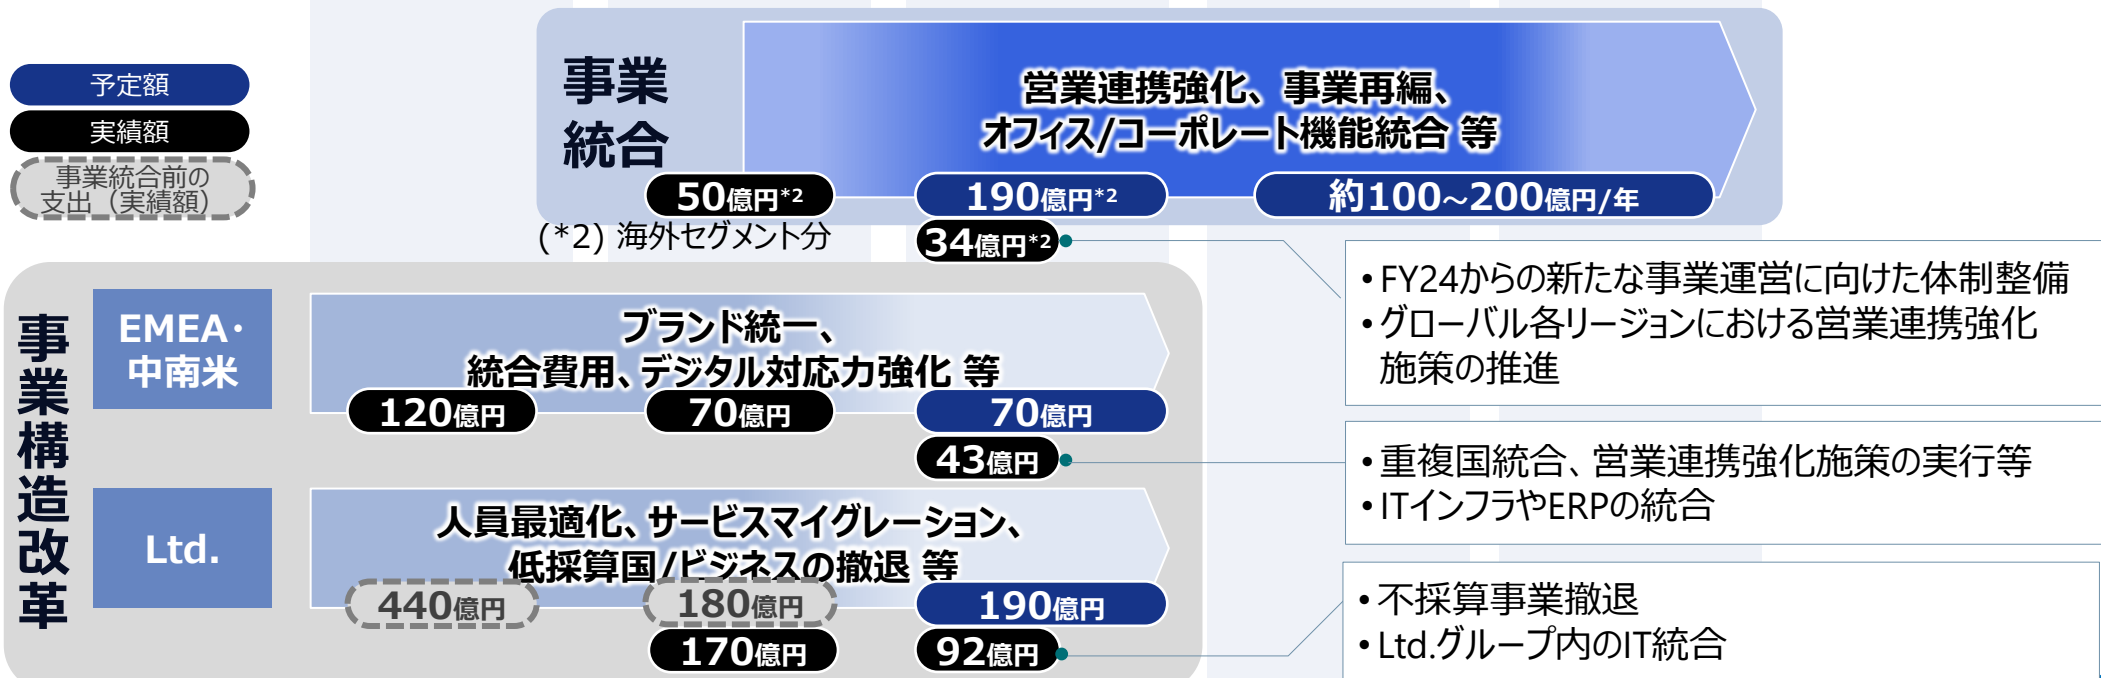 予定額
実績額
事業統合前の
支出（実績額）
事業
統合
営業連携強化、事業再編、
オフィス/コーポレート機能統合 等
50億円*2
190億円*2
約100～200億円/年
(*2) 海外セグメント分
34億円*2
•FY24からの新たな事業運営に向けた体制整備
•グローバル各リージョンにおける営業連携強化
施策の推進
事業構造改革
EMEA・
中南米
ブランド統一、
統合費用、デジタル対応力強化 等
120億円
70億円
70億円
43億円
•重複国統合、営業連携強化施策の実行等
•ITインフラやERPの統合
Ltd.
人員最適化、サービスマイグレーション、
低採算国/ビジネスの撤退 等
440億円
180億円
190億円
170億円
92億円
•不採算事業撤退
•Ltd.グループ内のIT統合